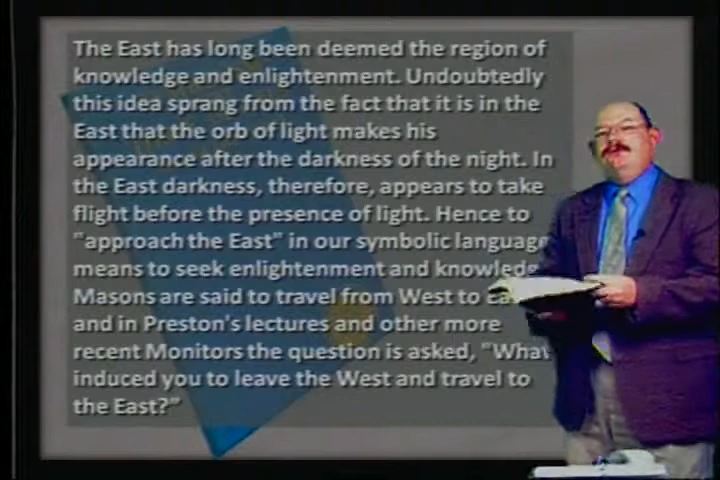 The East has long been deemed the region of
knowledge and enlightenment. Undoubtedly
this idea sprang from the fact that it is in the
East that the orb of light makes his
appearance after the darkness of the night. In
the East darkness, therefore, appears to take
flight before the presence of light. Hence to
"approach the East" in our symbolic language
means to seek enlightenment and
Masons are said to travel from West to
and in Preston's lectures and other more
recent Monitors the question is asked, "What
induced you to leave the West and travel to
the East?"